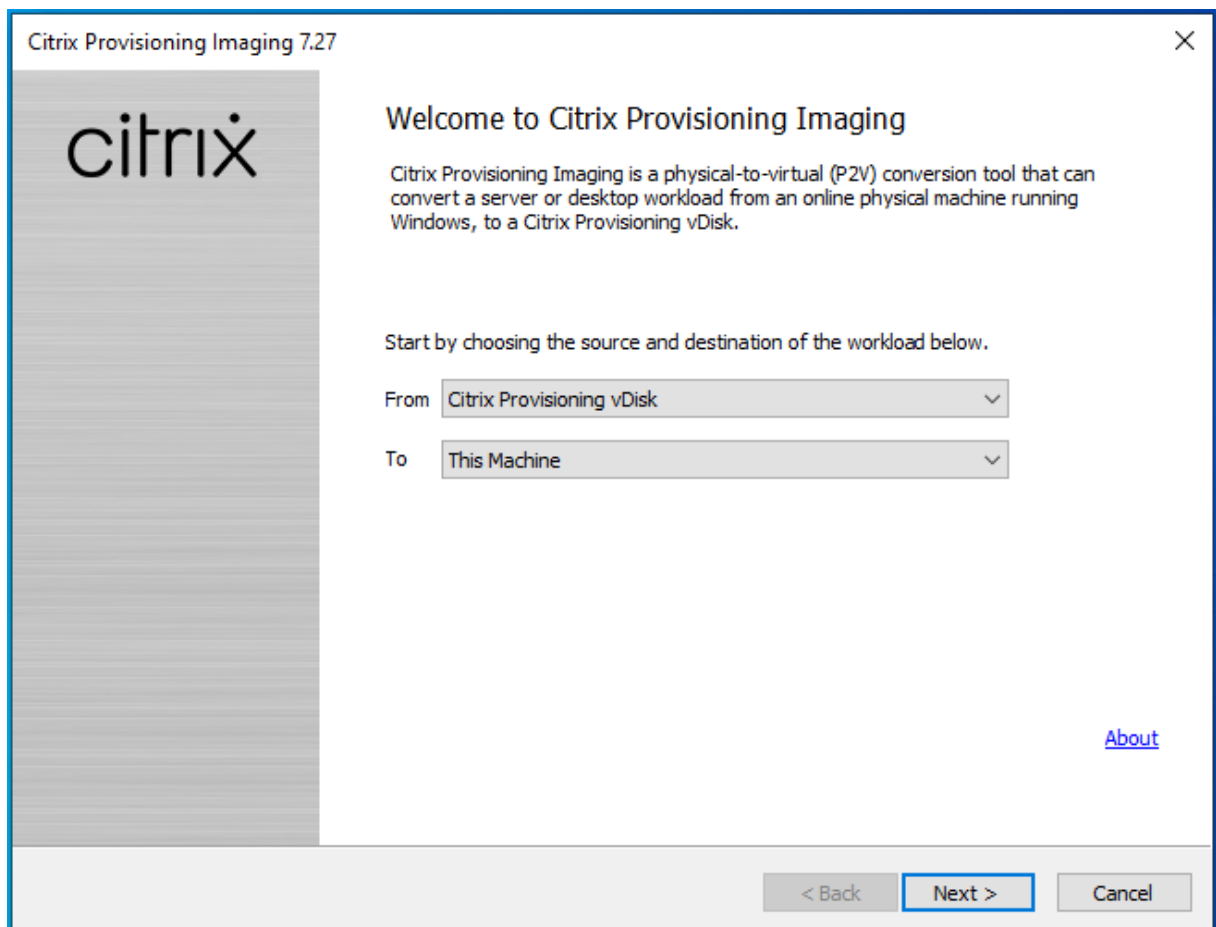 Citrix Provisioning Imaging 7.27
citrix
Welcome to Citrix Provisioning Imaging
Citrix Provisioning Imaging is a physical-to-virtual (P2V) conversion tool that can
convert a server or desktop workload from an online physical machine running
Windows, to a Citrix Provisioning vDisk.
Start by choosing the source and destination of the workload below.
From Citrix Provisioning vDisk
To This Machine
About
< Back Next > Cancel